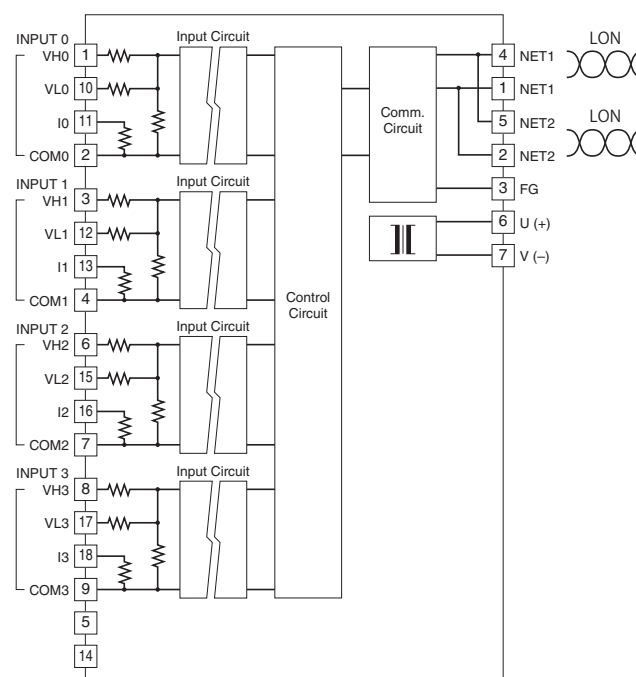 INPUT 0
VH0 1
VL0 10
I0 11
COM0 2
Input Circuit
INPUT 1
VH1 3
VL1 12
I1 13
COM1 4
Input Circuit
INPUT 2
VH2 6
VL2 15
I2 16
COM2 7
Input Circuit
INPUT 3
VH3 8
VL3 17
I3 18
COM3 9
Input Circuit
5
14
Control
Circuit
Comm.
Circuit
4 NET1
1 NET1
5 NET2
2 NET2
3 FG
6 U (+)
7 V (–)
LON
LON